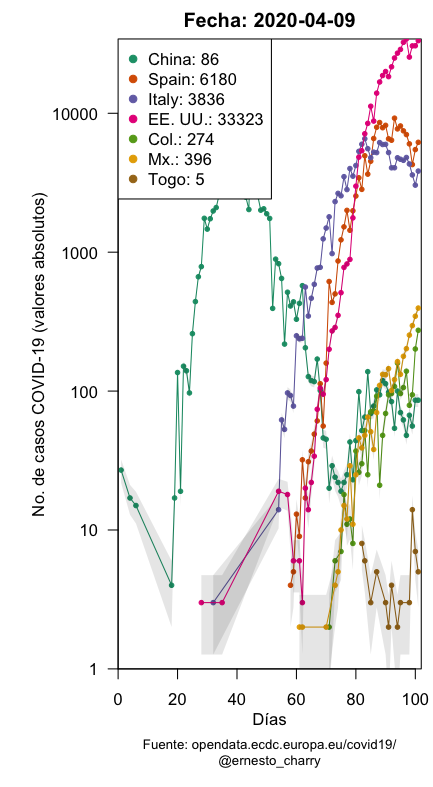 Fecha: 2020-04-09
China: 86
Spain: 6180
Italy: 3836
EE. UU.: 33323
Col.: 274
Mx.: 396
Togo: 5
No. de casos COVID-19 (valores absolutos)
10000
1000
100
10
1
0 20 40 60 80 100
Días
Fuente: opendata.ecdc.europa.eu/covid19/
@ernesto_charry